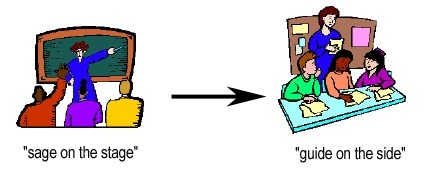 "sage on the stage"
"guide on the side"